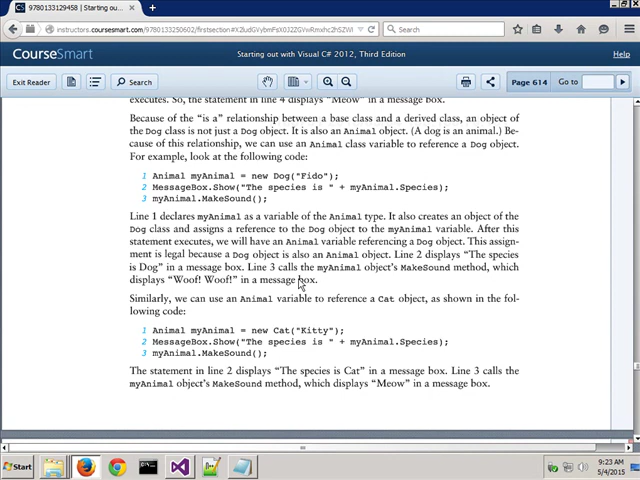 9780133129458 | Starting ou...
instructors.coursesmart.com/9780133250602/firstsection#X2ludGVybmFsX0J2ZGVwRmxhc2hSZWFkZXI
Search
CourseSmart
Starting out with Visual C# 2012, Third Edition
Help
Exit Reader
Search
Page 614
Go to
executes. So, the statement in line 4 displays "Meow" in a message box.
Because of the "is a" relationship between a base class and a derived class, an object of
the Dog class is not just a Dog object. It is also an Animal object. (A dog is an animal.) Be-
cause of this relationship, we can use an Animal class variable to reference a Dog object.
For example, look at the following code:
1 Animal myAnimal = new Dog("Fido");
2 MessageBox.Show("The species is " + myAnimal.Species);
3 myAnimal.MakeSound();
Line 1 declares myAnimal as a variable of the Animal type. It also creates an object of the
Dog class and assigns a reference to the Dog object to the myAnimal variable. After this
statement executes, we will have an Animal variable referencing a Dog object. This assign-
ment is legal because a Dog object is also an Animal object. Line 2 displays "The species
is Dog" in a message box. Line 3 calls the myAnimal object's MakeSound method, which
displays "Woof! Woof!" in a message box.
Similarly, we can use an Animal variable to reference a Cat object, as shown in the fol-
lowing code:
1 Animal myAnimal = new Cat("Kitty");
2 MessageBox.Show("The species is " + myAnimal.Species);
3 myAnimal.MakeSound();
The statement in line 2 displays "The species is Cat" in a message box. Line 3 calls the
myAnimal object's MakeSound method, which displays "Meow" in a message box.
Start
9:23 AM
5/4/2015